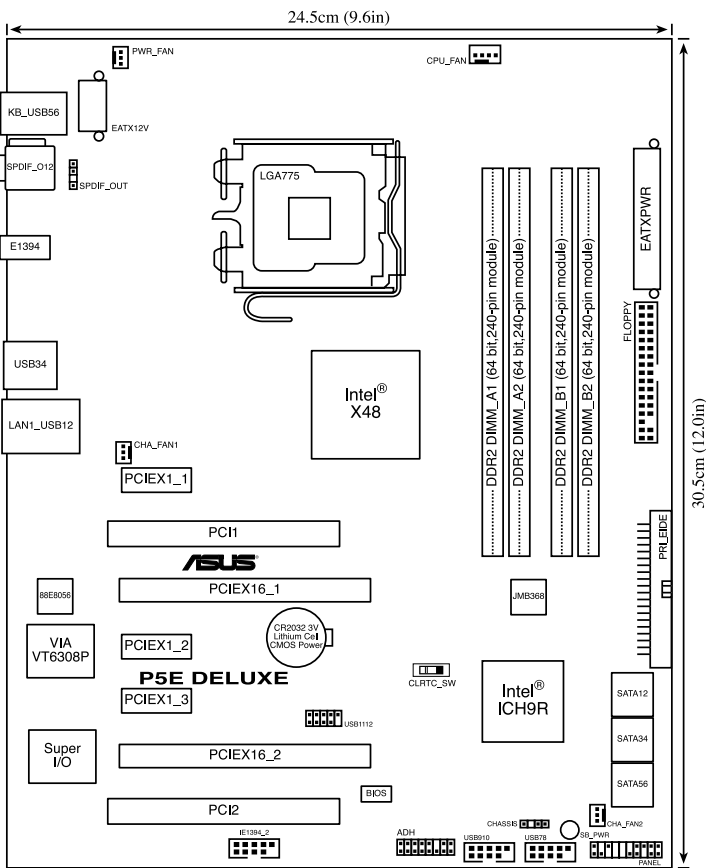 24.5cm (9.6in)
PWR_FAN
CPU_FAN
KB_USB56
EATX12V
SPDIF_O12
SPDIF_OUT
LGA775
EATXPWR
E1394
FLOPPY
DDR2 DIMM_A1 (64 bit,240-pin module)
DDR2 DIMM_A2 (64 bit,240-pin module)
DDR2 DIMM_B1 (64 bit,240-pin module)
DDR2 DIMM_B2 (64 bit,240-pin module)
USB34
Intel®
X48
LAN1_USB12
30.5cm (12.0in)
CHA_FAN1
PCIEX1_1
PCI1
PRI_EIDE
ASUS
88E8056
PCIEX16_1
JMB368
CR2032 3V
Lithium Cell
CMOS Power
VIA
VT6308P
PCIEX1_2
P5E DELUXE
CLRTC_SW
Intel®
ICH9R
SATA12
PCIEX1_3
USB1112
Super
I/O
PCIEX16_2
SATA34
BIOS
SATA56
PCI2
CHASSIS
CHA_FAN2
IE1394_2
ADH
USB910
USB78
SB_PWR
PANEL